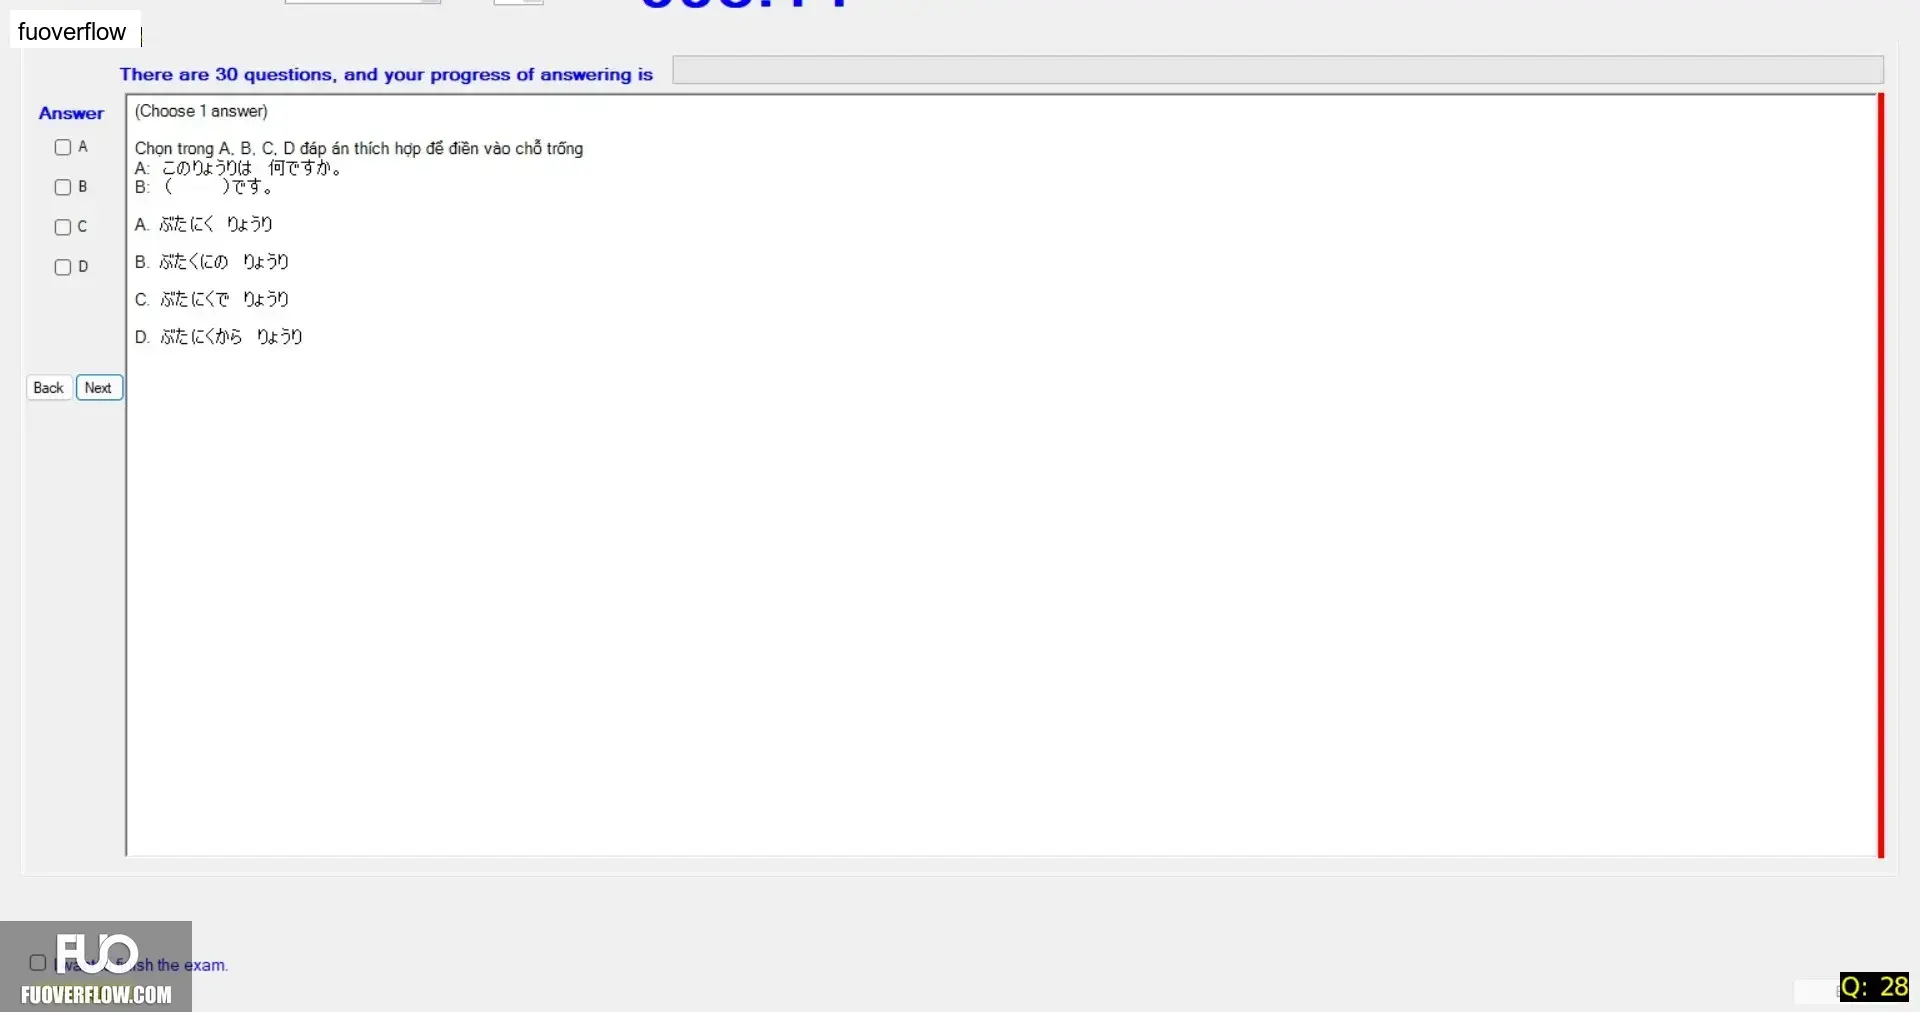 fuoverflow
There are 30 questions, and your progress of answering is
Answer
A
B
C
D
Back
Next
(Choose 1 answer)
Chọn trong A, B, C, D đáp án thích hợp để điền vào chỗ trống
A: このりょうりは 何ですか。
B: ( )です。
A. ぶたにく りょうり
B. ぶたくにの りょうり
C. ぶたにくで りょうり
D. ぶたにくから りょうり
the exam.
FUO
FUOVERFLOW.COM
Q: 28